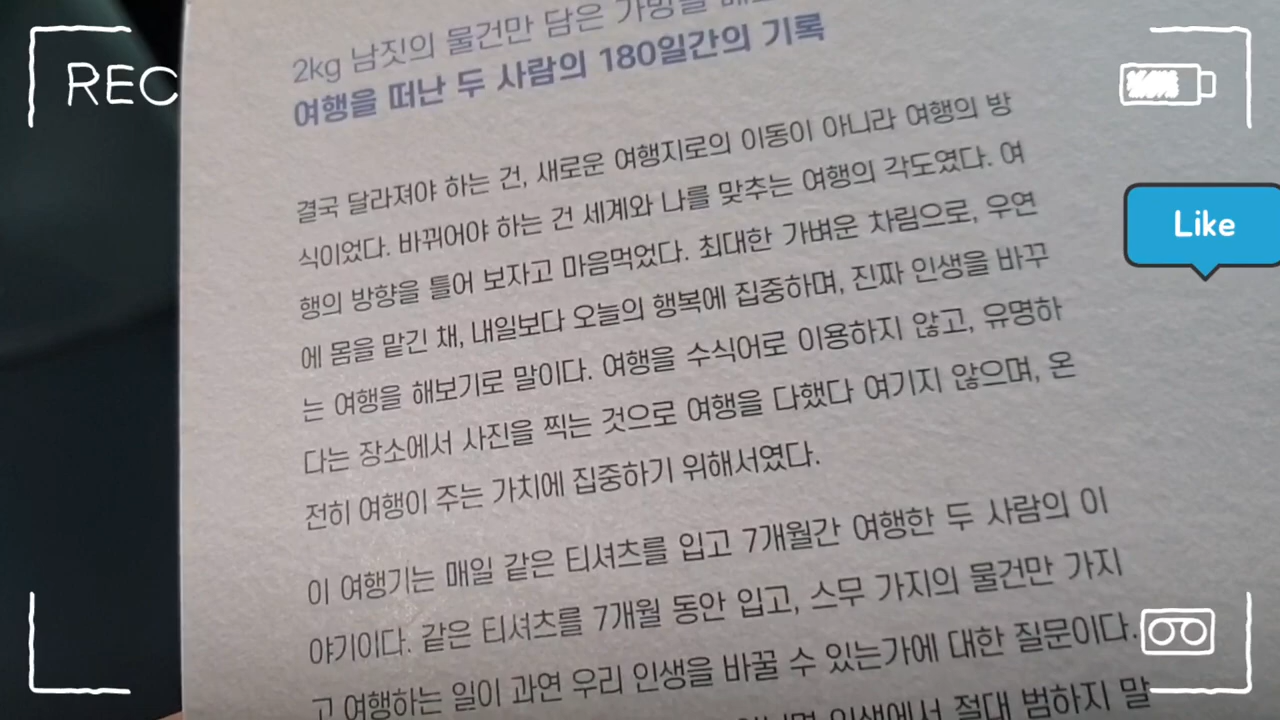 REC
Like
2kg 남짓의 물건만 담은 가방을
여행을 떠난 두 사람의 180일간의 기록
결국 달라져야 하는 건, 새로운 여행지로의 이동이 아니라 여행의 방
식이었다. 바뀌어야 하는 건 세계와 나를 맞추는 여행의 각도였다. 여
행의 방향을 틀어 보자고 마음먹었다. 최대한 가벼운 차림으로, 우연
에 몸을 맡긴 채, 내일보다 오늘의 행복에 집중하며, 진짜 인생을 바꾸
는 여행을 해보기로 말이다. 여행을 수식어로 이용하지 않고, 유명하
다는 장소에서 사진을 찍는 것으로 여행을 다했다 여기지 않으며, 온
전히 여행이 주는 가치에 집중하기 위해서였다.
이 여행기는 매일 같은 티셔츠를 입고 7개월간 여행한 두 사람의 이
야기이다. 같은 티셔츠를 7개월 동안 입고, 스무 가지의 물건만 가지
고 여행하는 일이 과연 우리 인생을 바꿀 수 있는가에 대한 질문이다.
인생에서 절대 범하지 말